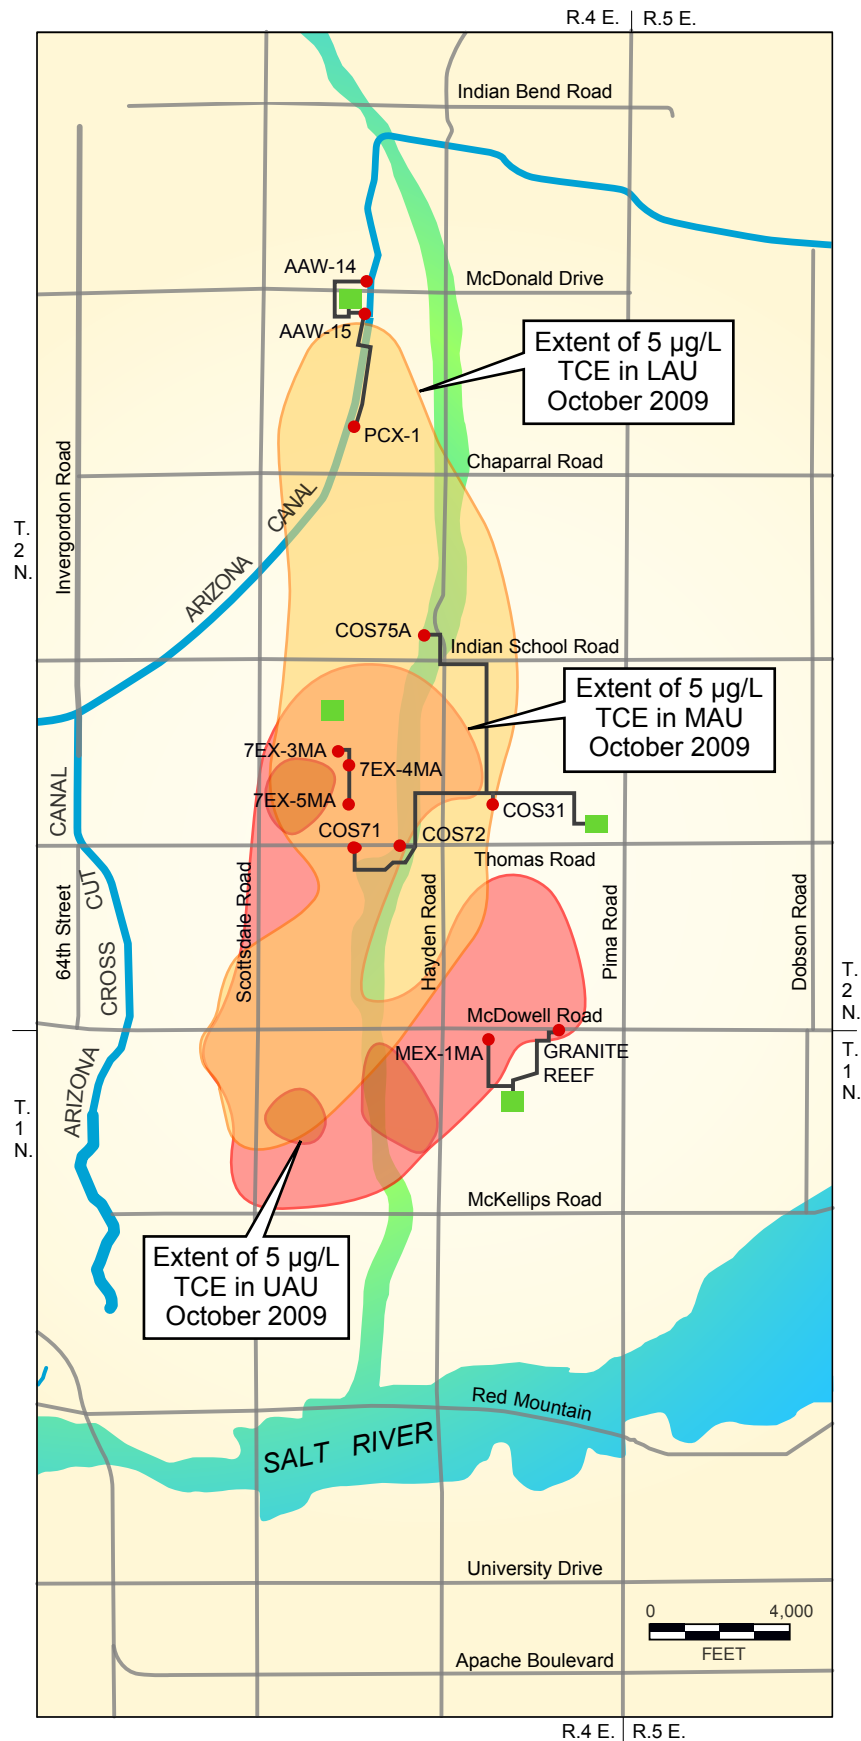 R.4 E. R.5 E.
Indian Bend Road
AAW-14
McDonald Drive
AAW-15
Extent of 5 µg/L
TCE in LAU
October 2009
PCX-1
Chaparral Road
Invergordon Road
ARIZONA CANAL
T.
2
N.
COS75A
Indian School Road
Extent of 5 µg/L
TCE in MAU
October 2009
7EX-3MA
7EX-4MA
7EX-5MA
COS31
COS71
COS72
Thomas Road
ARIZONA CROSS CUT CANAL
64th Street
Scottsdale Road
Hayden Road
Pima Road
Dobson Road
T.
2
N.
McDowell Road
MEX-1MA
GRANITE
REEF
T.
1
N.
T.
1
N.
McKellips Road
Extent of 5 µg/L
TCE in UAU
October 2009
Red Mountain
SALT RIVER
University Drive
0 4,000
FEET
Apache Boulevard
R.4 E. R.5 E.